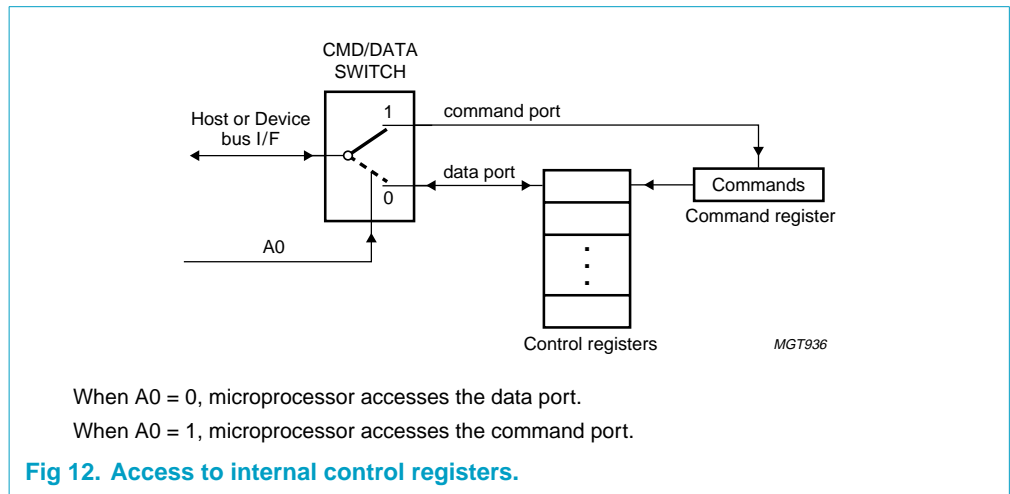 CMD/DATA
SWITCH
Host or Device
bus I/F
1
command port
data port
0
A0
Commands
Command register
Control registers
MGT936
When A0 = 0, microprocessor accesses the data port.
When A0 = 1, microprocessor accesses the command port.
Fig 12. Access to internal control registers.